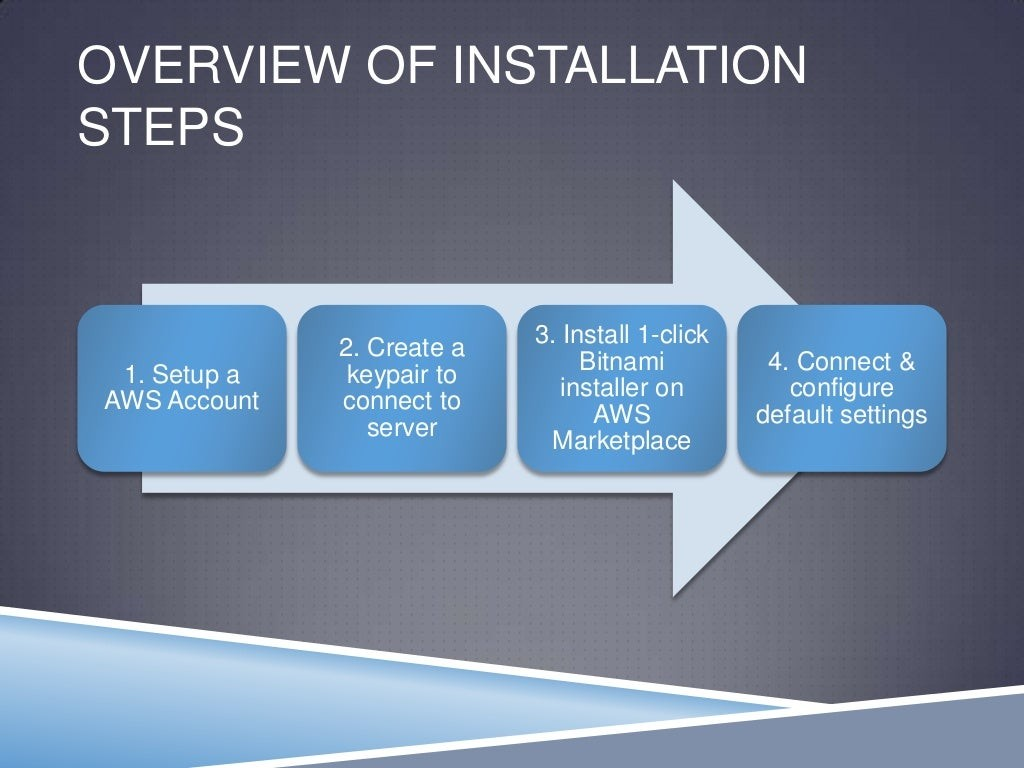 OVERVIEW OF INSTALLATION
STEPS
1. Setup a
AWS Account
2. Create a
keypair to
connect to
server
3. Install 1-click
Bitnami
installer on
AWS
Marketplace
4. Connect &
configure
default settings